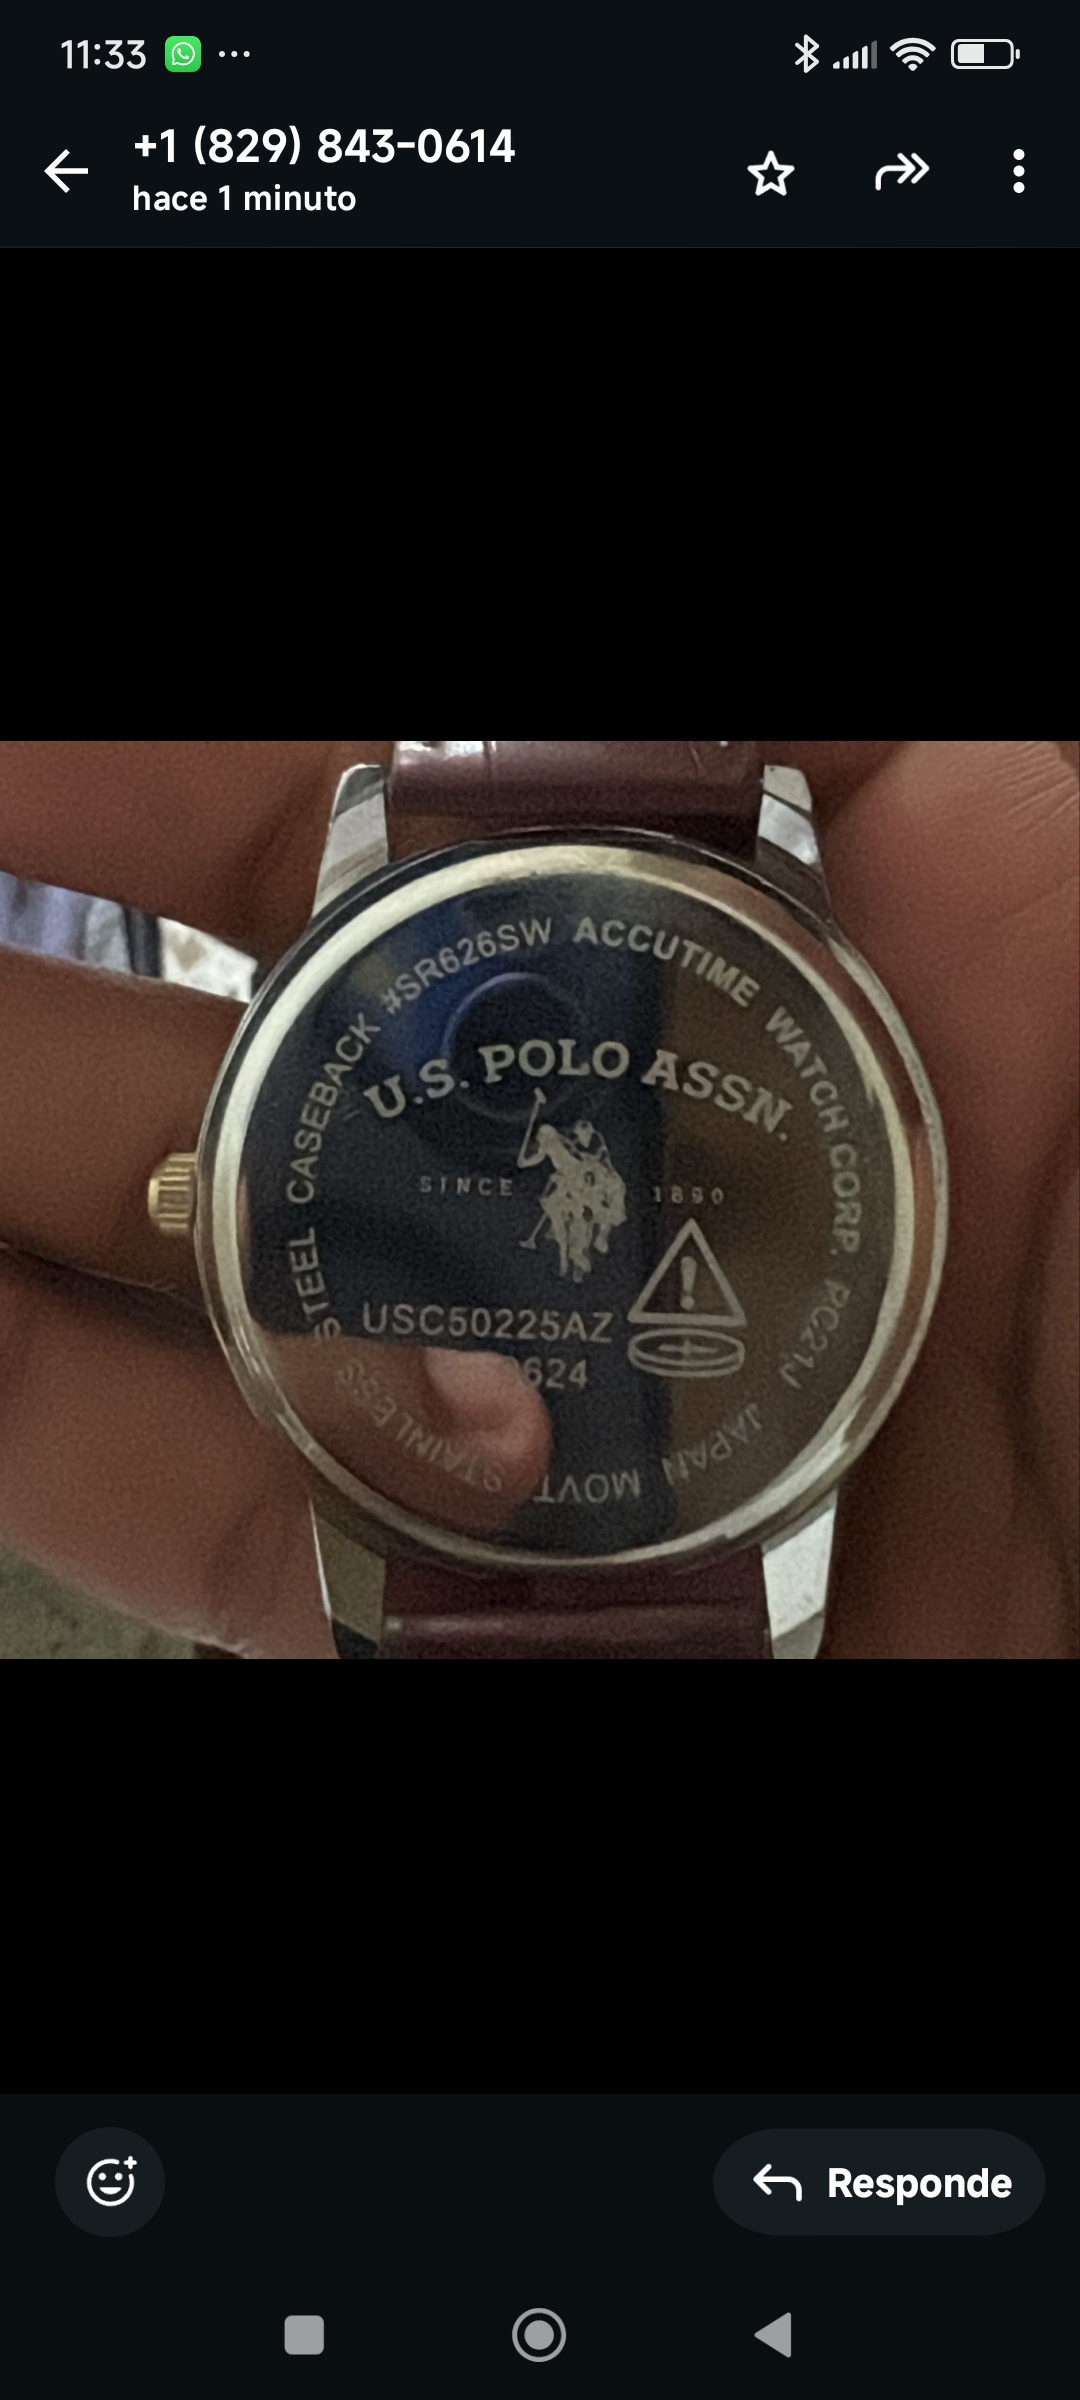 11:33
+1 (829) 843-0614
hace 1 minuto
#SR626SW ACCUTIME WATCH CORP. PC21J JAPAN MOVT STAINLESS STEEL CASEBACK
U.S. POLO ASSN.
SINCE 1890
USC50225AZ
624
Responde